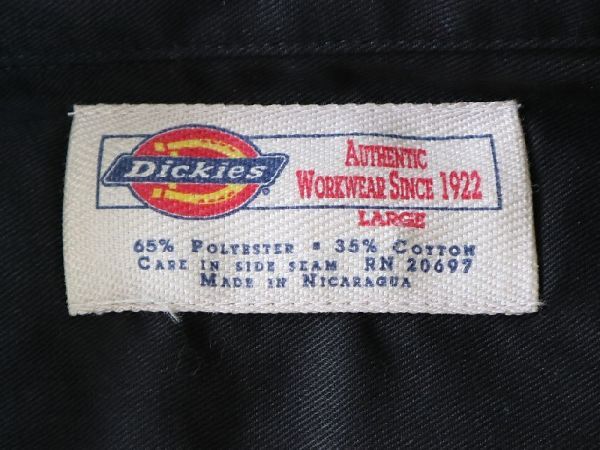 Dickies
AUTHENTIC
WORKWEAR SINCE 1922
LARGE
65% POLYESTER • 35% COTTON
CARE IN SIDE SEAM RN 20697
MADE IN NICARAGUA